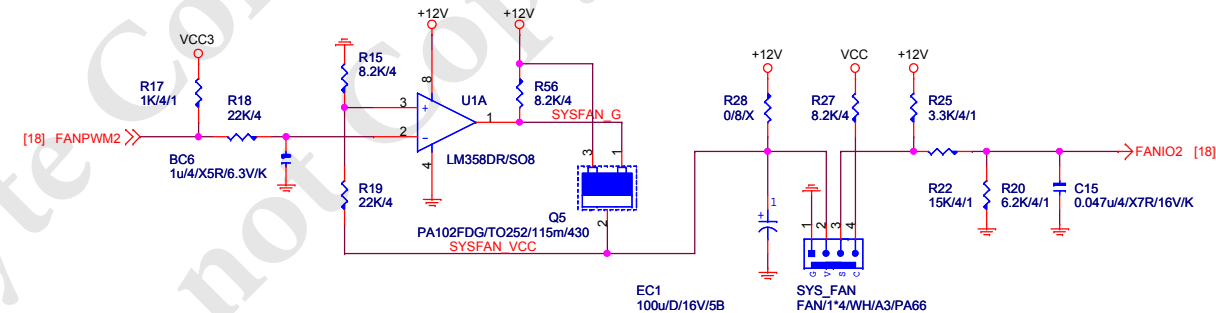 +12V
+12V
VCC3
R15
8.2K/4
+12V
VCC
+12V
R17
1K/4/1
R18
22K/4
8
3
+
U1A
1
R56
8.2K/4
SYSFAN_G
R28
0/8/X
R27
8.2K/4
R25
3.3K/4/1
[18] FANPWM2
2
-
LM358DR/SO8
4
3
1
FANIO2 [18]
BC6
1u/4/X5R/6.3V/K
R19
22K/4
R22
15K/4/1
R20
6.2K/4/1
C15
0.047u/4/X7R/16V/K
Q5
PA102FDG/TO252/115m/430
2
SYSFAN_VCC
+
1
1
2
3
4
G
V
S
C
EC1
100u/D/16V/5B
SYS_FAN
FAN/1*4/WH/A3/PA66
te Co
not Cop